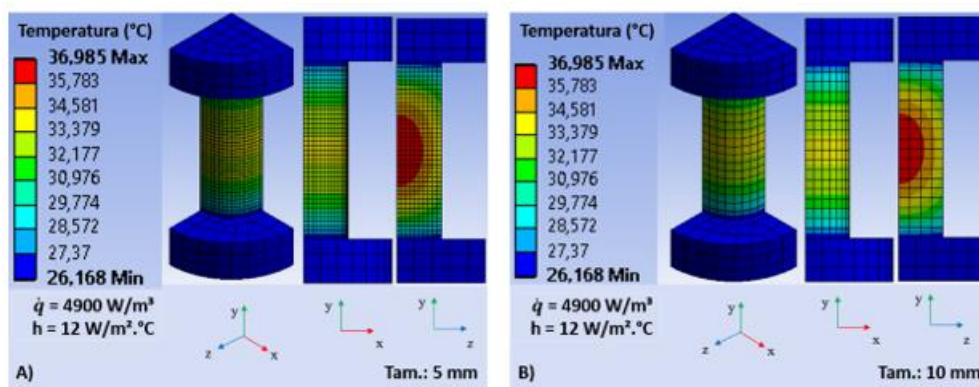 Temperatura (°C)
36,985 Max
35,783
34,581
33,379
32,177
30,976
29,774
28,572
27,37
26,168 Min
q̇ = 4900 W/m³
h = 12 W/m².°C
y
z
x
y
x
y
z
A)
Tam.: 5 mm
Temperatura (°C)
36,985 Max
35,783
34,581
33,379
32,177
30,976
29,774
28,572
27,37
26,168 Min
q̇ = 4900 W/m³
h = 12 W/m².°C
y
z
x
y
x
y
z
B)
Tam.: 10 mm